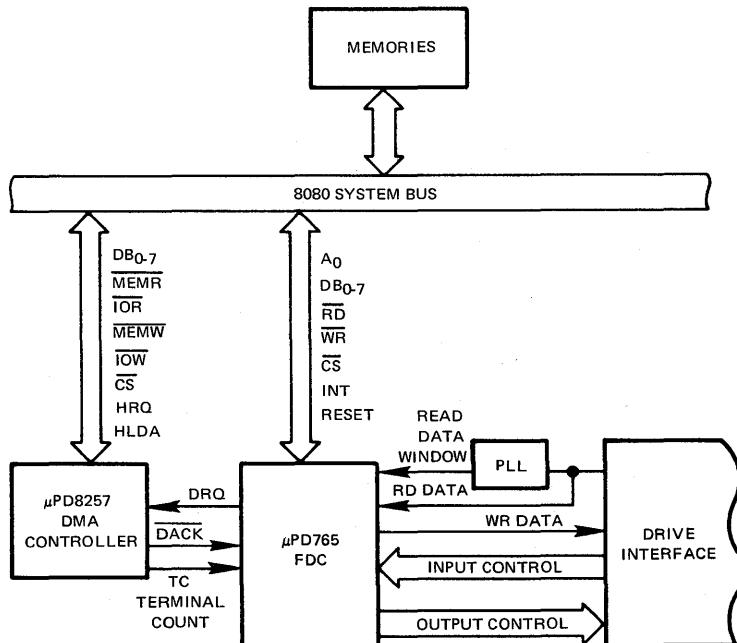 MEMORIES
8080 SYSTEM BUS
DB0-7
MEMR
IOR
MEMW
IOW
CS
HRQ
HLDA
A0
DB0-7
RD
WR
CS
INT
RESET
READ
DATA
WINDOW
PLL
RD DATA
WR DATA
INPUT CONTROL
OUTPUT CONTROL
μPD8257
DMA
CONTROLLER
DRQ
DACK
TC
TERMINAL
COUNT
μPD765
FDC
DRIVE
INTERFACE